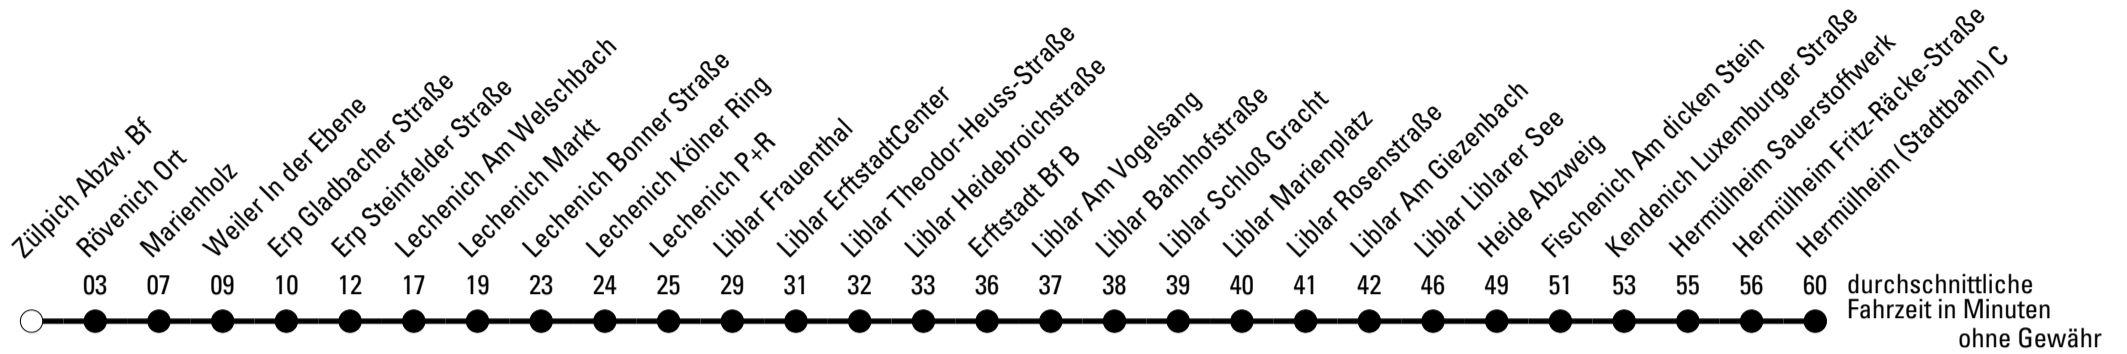 Zülpich Abzw. Bf
Rövenich Ort
Marienholz
Weiler In der Ebene
Erp Gladbacher Straße
Erp Steinfelder Straße
Lechenich Am Welschbach
Lechenich Markt
Lechenich Bonner Straße
Lechenich Kölner Ring
Lechenich P+R
Liblar Frauenthal
Liblar ErftstadtCenter
Liblar Theodor-Heuss-Straße
Liblar Heidebroichstraße
Erftstadt Bf B
Liblar Am Vogelsang
Liblar Bahnhofstraße
Liblar Schloß Gracht
Liblar Marienplatz
Liblar Rosenstraße
Liblar Am Giezenbach
Liblar Liblarer See
Heide Abzweig
Fischenich Am dicken Stein
Kendenich Luxemburger Straße
Hermülheim Sauerstoffwerk
Hermülheim Fritz-Räcke-Straße
Hermülheim (Stadtbahn) C
03 07 09 10 12 17 19 23 24 25 29 31 32 33 36 37 38 39 40 41 42 46 49 51 53 55 56 60 durchschnittliche
Fahrzeit in Minuten
ohne Gewähr